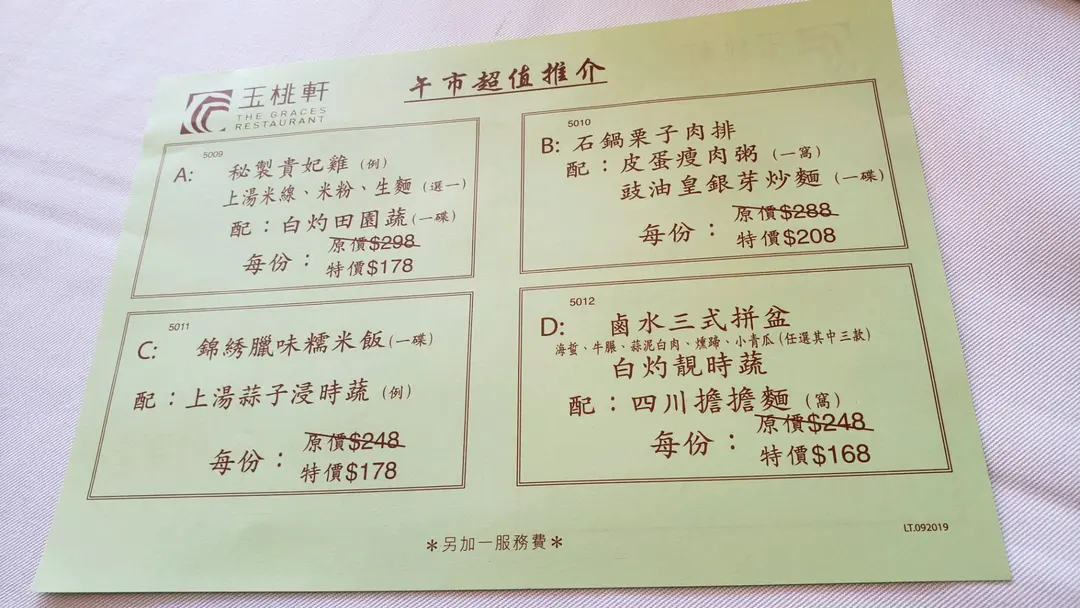 玉桃軒
THE GRACES
RESTAURANT
午市超值推介
5009
A: 秘製貴妃雞 (例)
上湯米線、米粉、生麵 (選一)
配：白灼田園蔬 (一碟)
原價$298
每份：
特價$178
5010
B: 石鍋栗子肉排
配：皮蛋瘦肉粥 (一窩)
豉油皇銀芽炒麵 (一碟)
原價$288
每份：
特價$208
5011
C: 錦綉臘味糯米飯 (一碟)
配：上湯蒜子浸時蔬 (例)
原價$248
每份：
特價$178
5012
D: 鹵水三式拼盆
海蜇、牛腒、蒜泥白肉、燻蹄、小青瓜 (任選其中三款)
白灼靚時蔬
配：四川擔擔麵 (窩)
原價$248
每份：
特價$168
＊另加一服務費＊
LT.092019